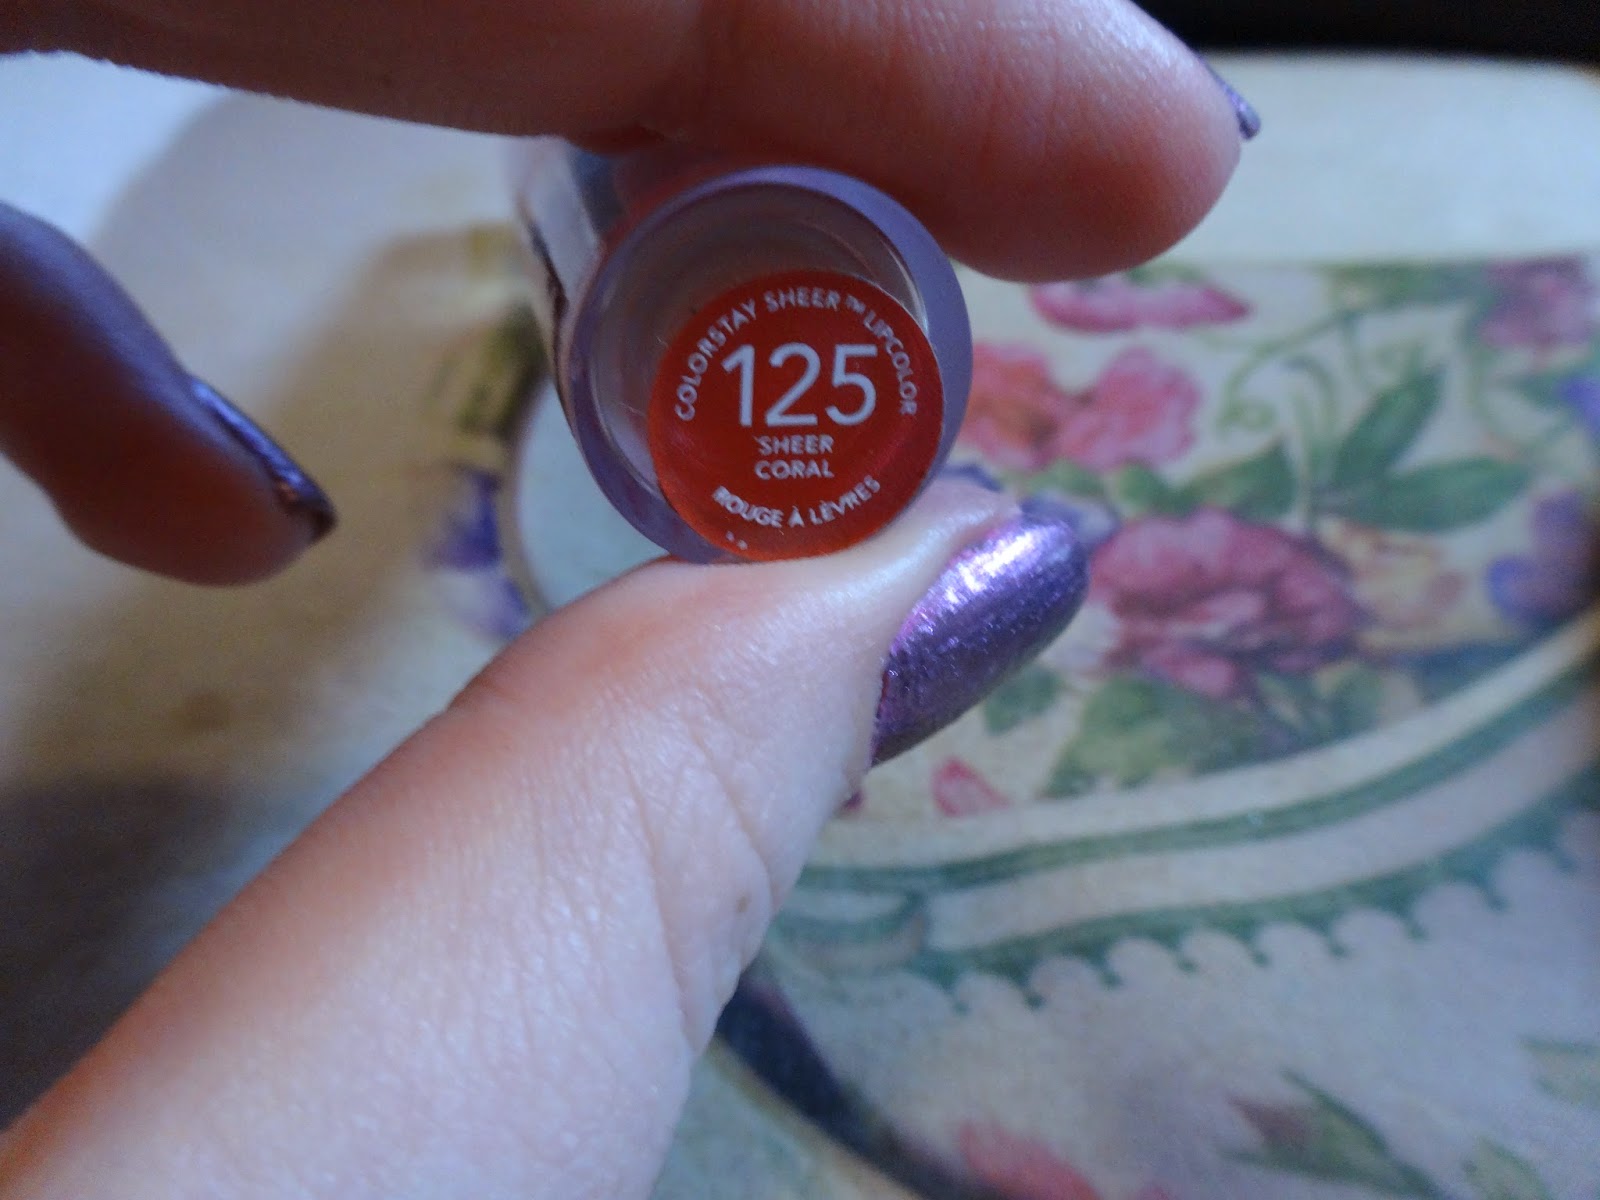 COLORSTAY SHEER™ LIPCOLOR
125
SHEER
CORAL
ROUGE À LÈVRES